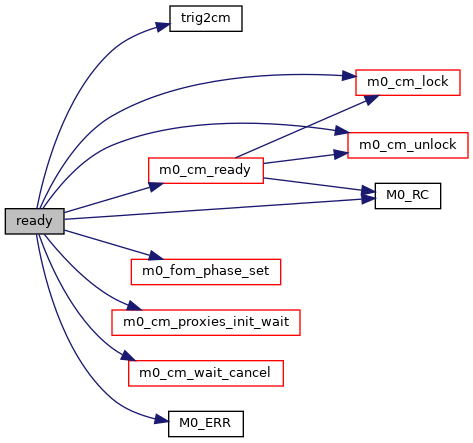 trig2cm
m0_cm_lock
m0_cm_unlock
m0_cm_ready
M0_RC
ready
m0_fom_phase_set
m0_cm_proxies_init_wait
m0_cm_wait_cancel
M0_ERR